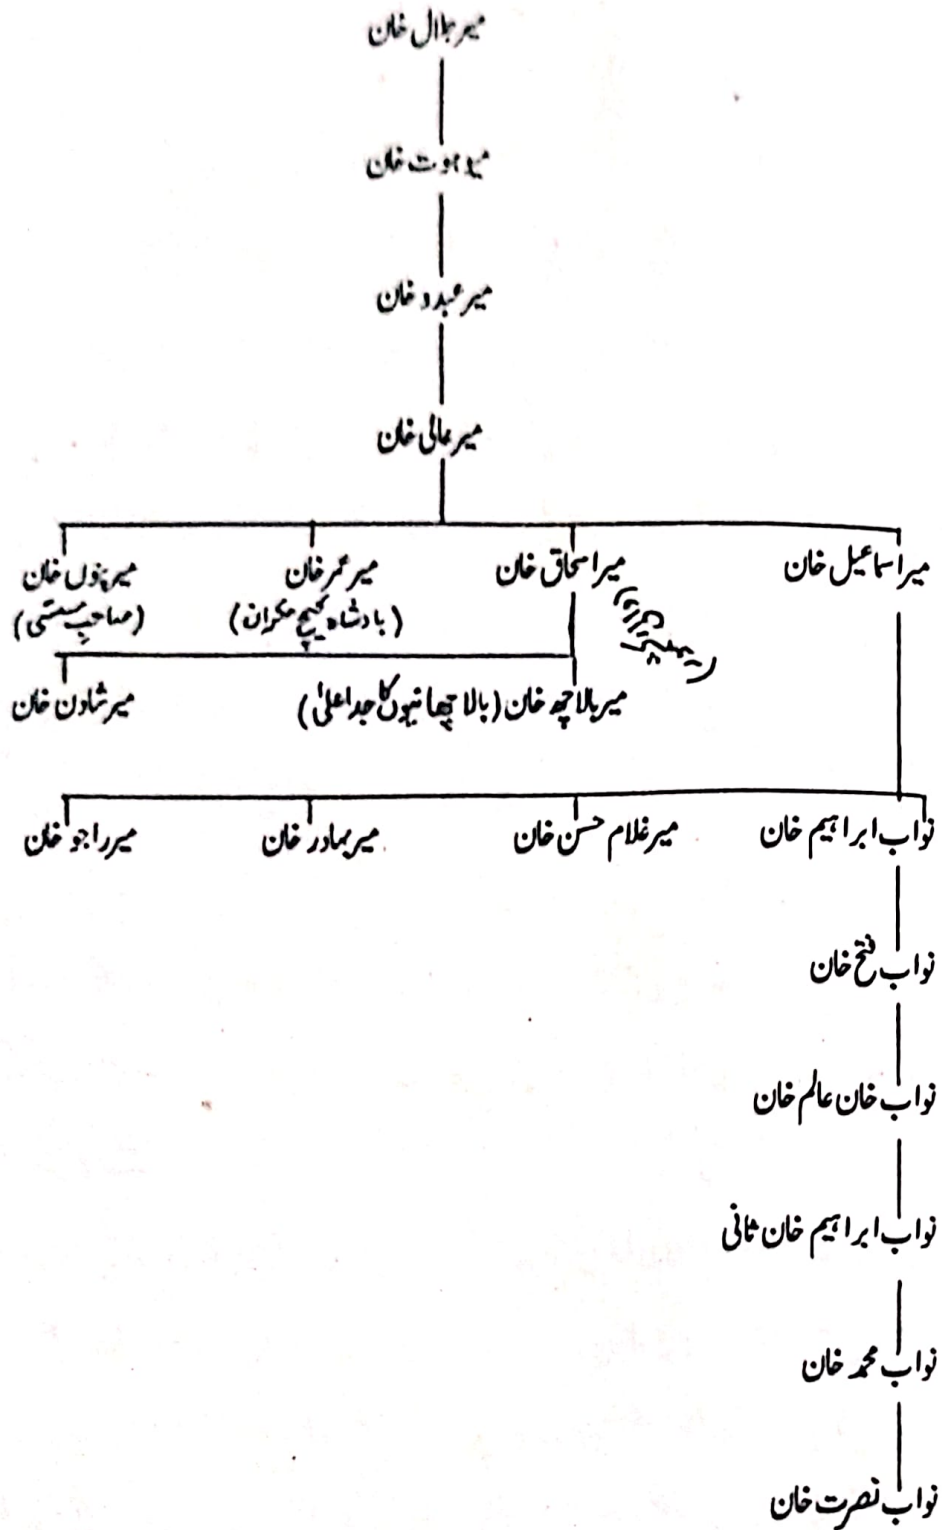 میر جلال خان
میر ہوت خان
میر عبدو خان
میر عالی خان
میر اسماعیل خان
میر اسحاق خان
میر عمر خان
(بادشاہ کیچ مکران)
میر پنوں خان
(صاحبِ سسّی)
میر بالاچھ خان (بالاچھانیوں کا جد اعلیٰ)
میر شادن خان
نواب ابراہیم خان
میر غلام حسن خان
میر بہادر خان
میر راجو خان
نواب فتح خان
نواب خان عالم خان
نواب ابراہیم خان ثانی
نواب محمد خان
نواب نصرت خان